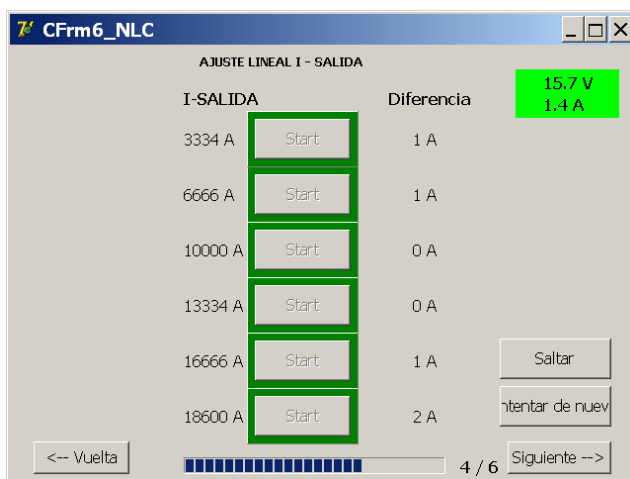 CFrm6_NLC
AJUSTE LINEAL I - SALIDA
15.7 V
1.4 A
I-SALIDA Diferencia
3334 A Start 1 A
6666 A Start 1 A
10000 A Start 0 A
13334 A Start 0 A
16666 A Start 1 A
Saltar
18600 A Start 2 A
ntentar de nuev
<-- Vuelta 4 / 6 Siguiente -->